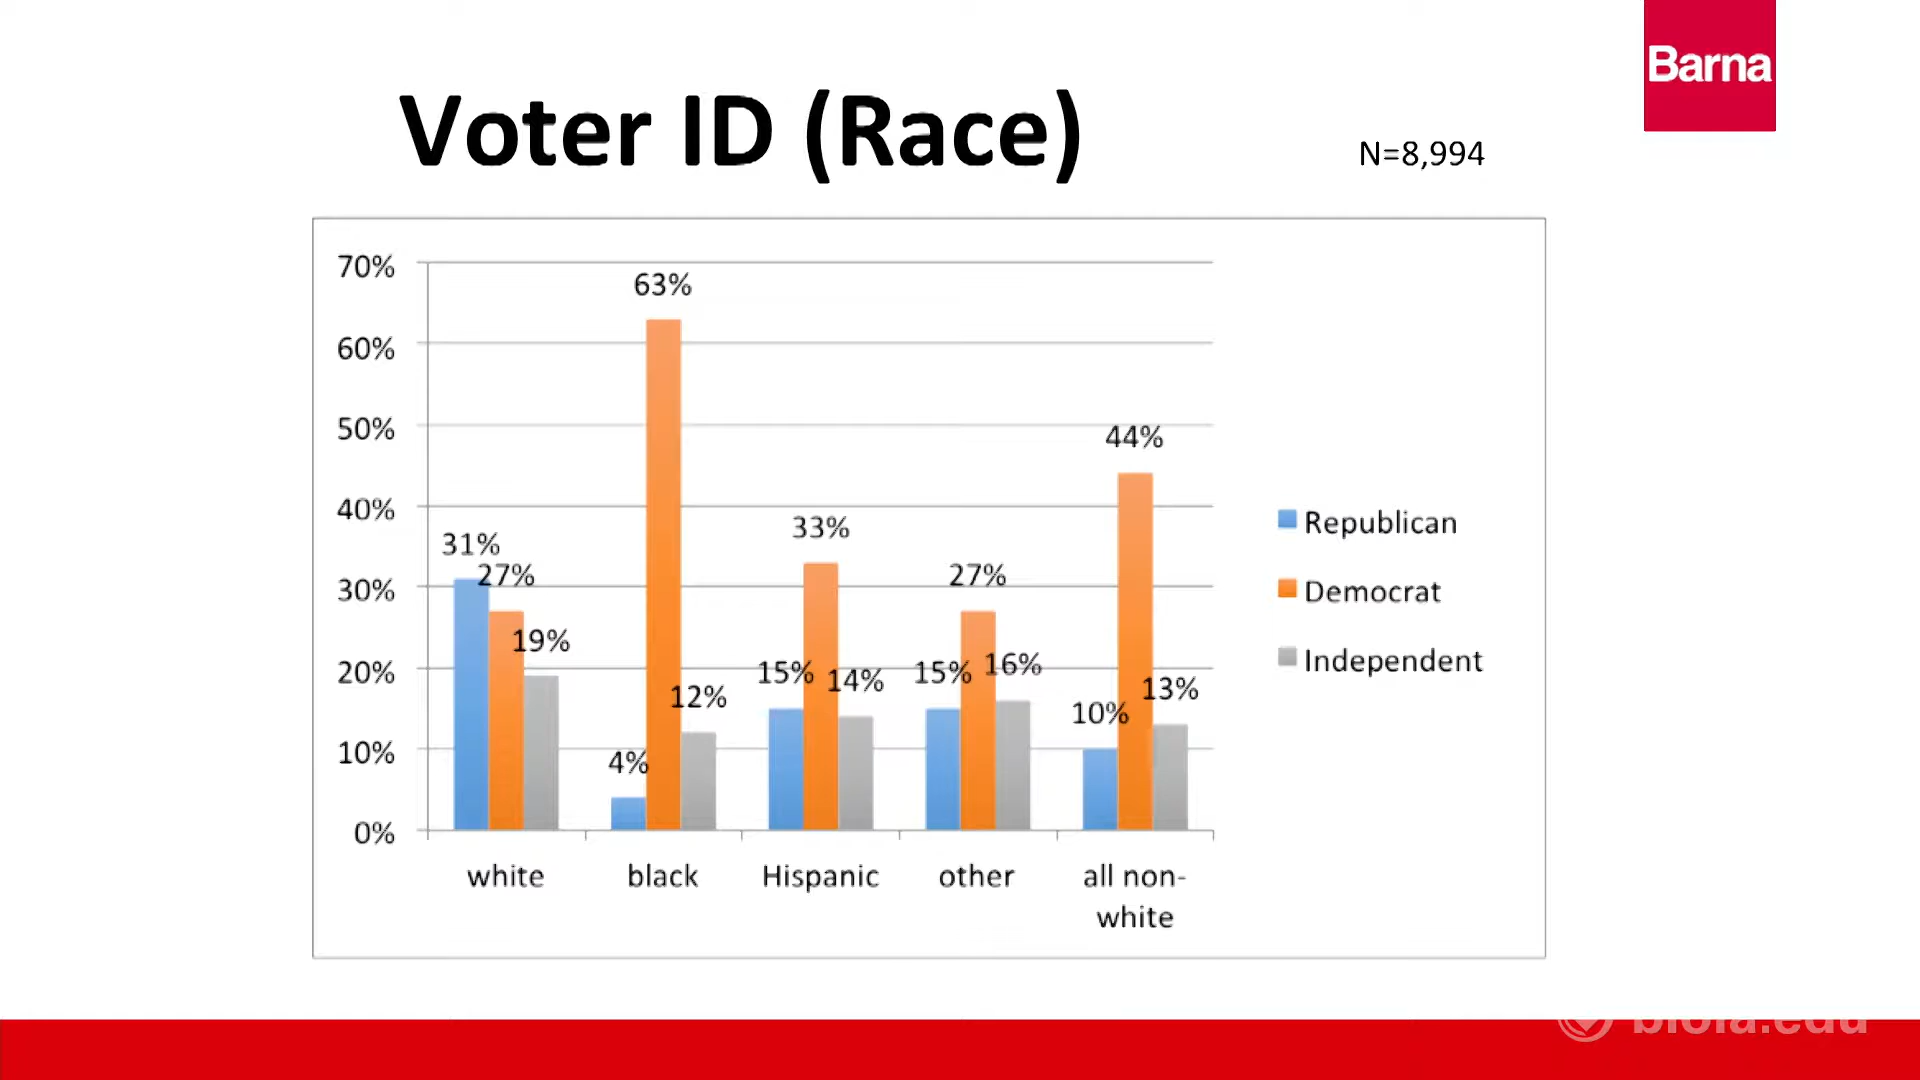 Barna
Voter ID (Race)
N=8,994
70%
60%
50%
40%
30%
20%
10%
0%
31%
27%
19%
4%
63%
12%
15%
33%
14%
15%
27%
16%
10%
44%
13%
white
black
Hispanic
other
all non-
white
Republican
Democrat
Independent
biola.edu